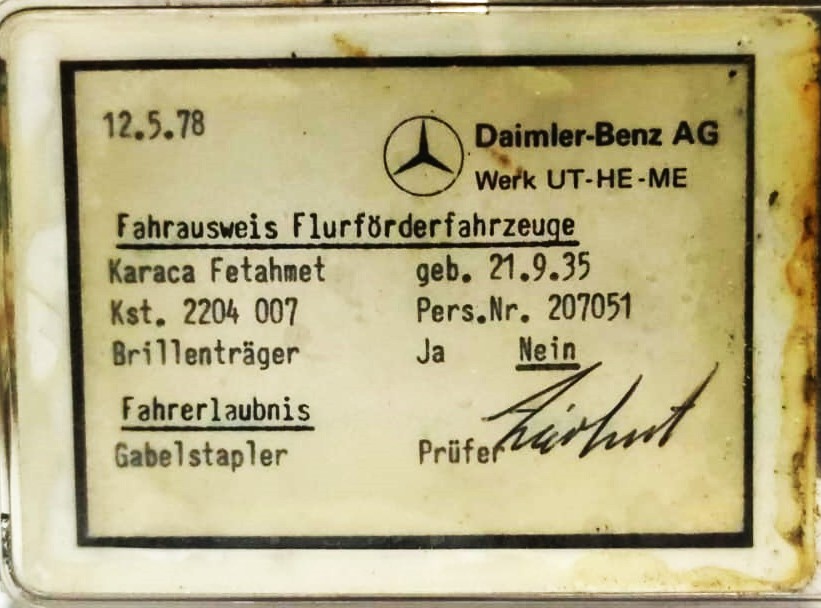 12.5.78
Daimler-Benz AG
Werk UT-HE-ME
Fahrausweis Flurförderfahrzeuge
Karaca Fetahmet geb. 21.9.35
Kst. 2204 007 Pers.Nr. 207051
Brillenträger Ja Nein
Fahrerlaubnis
Gabelstapler Prüfer